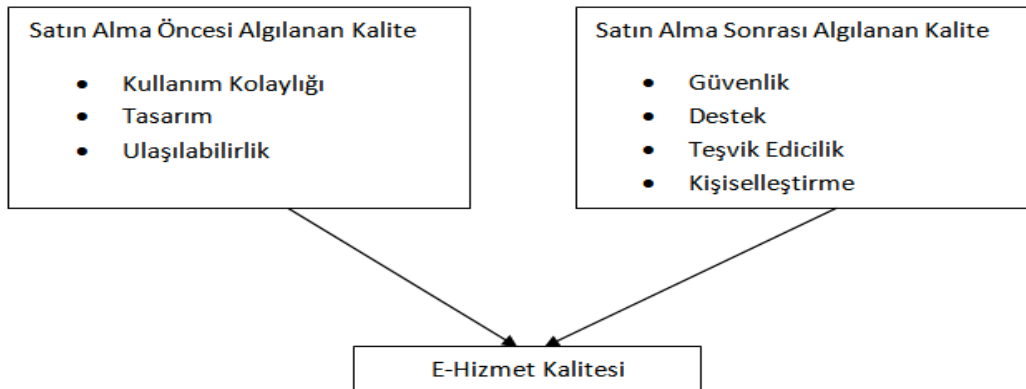 Satın Alma Öncesi Algılanan Kalite
• Kullanım Kolaylığı
• Tasarım
• Ulaşılabilirlik
Satın Alma Sonrası Algılanan Kalite
• Güvenlik
• Destek
• Teşvik Edicilik
• Kişiselleştirme
E-Hizmet Kalitesi